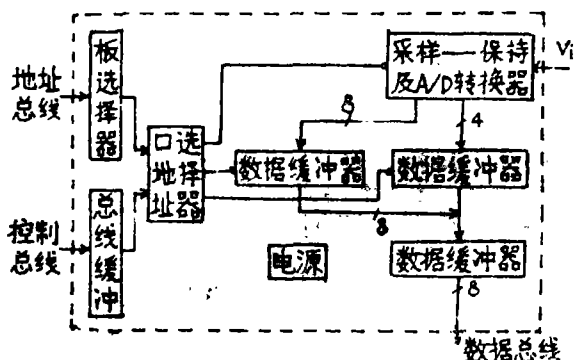 地址
总线
板选择器
控制
总线
总线缓冲
口选
地择
址器
采样——保持
及A/D转换器
Vi
8
4
数据缓冲器
数据缓冲器
8
电源
数据缓冲器
8
数据总线